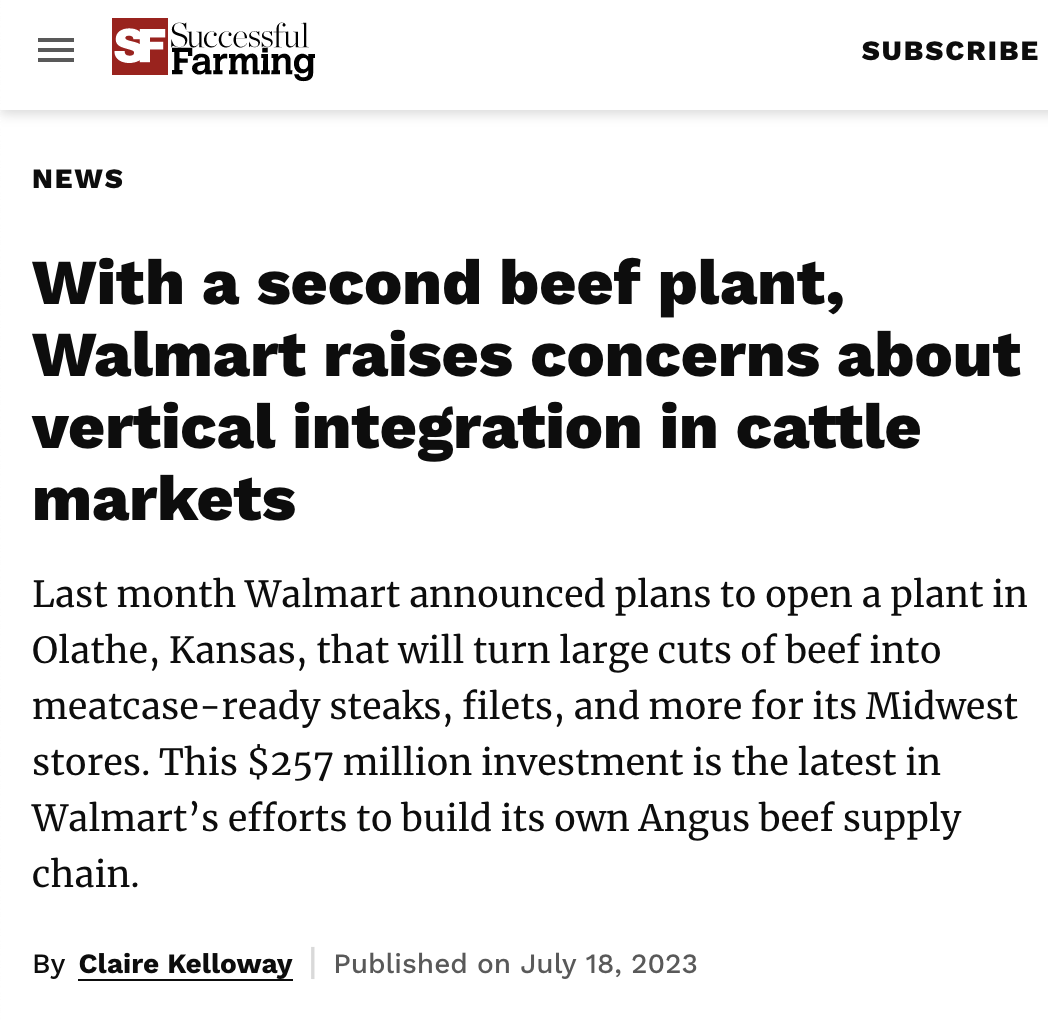 SF Successful
Farming
SUBSCRIBE
NEWS
With a second beef plant,
Walmart raises concerns about
vertical integration in cattle
markets
Last month Walmart announced plans to open a plant in
Olathe, Kansas, that will turn large cuts of beef into
meatcase-ready steaks, filets, and more for its Midwest
stores. This $257 million investment is the latest in
Walmart’s efforts to build its own Angus beef supply
chain.
By Claire Kelloway | Published on July 18, 2023